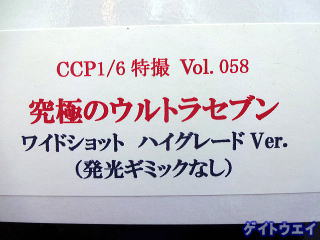 CCP1/6 特撮 Vol. 058
究極のウルトラセブン
ワイドショット ハイグレード Ver.
(発光ギミックなし)
ゲイトウエイ